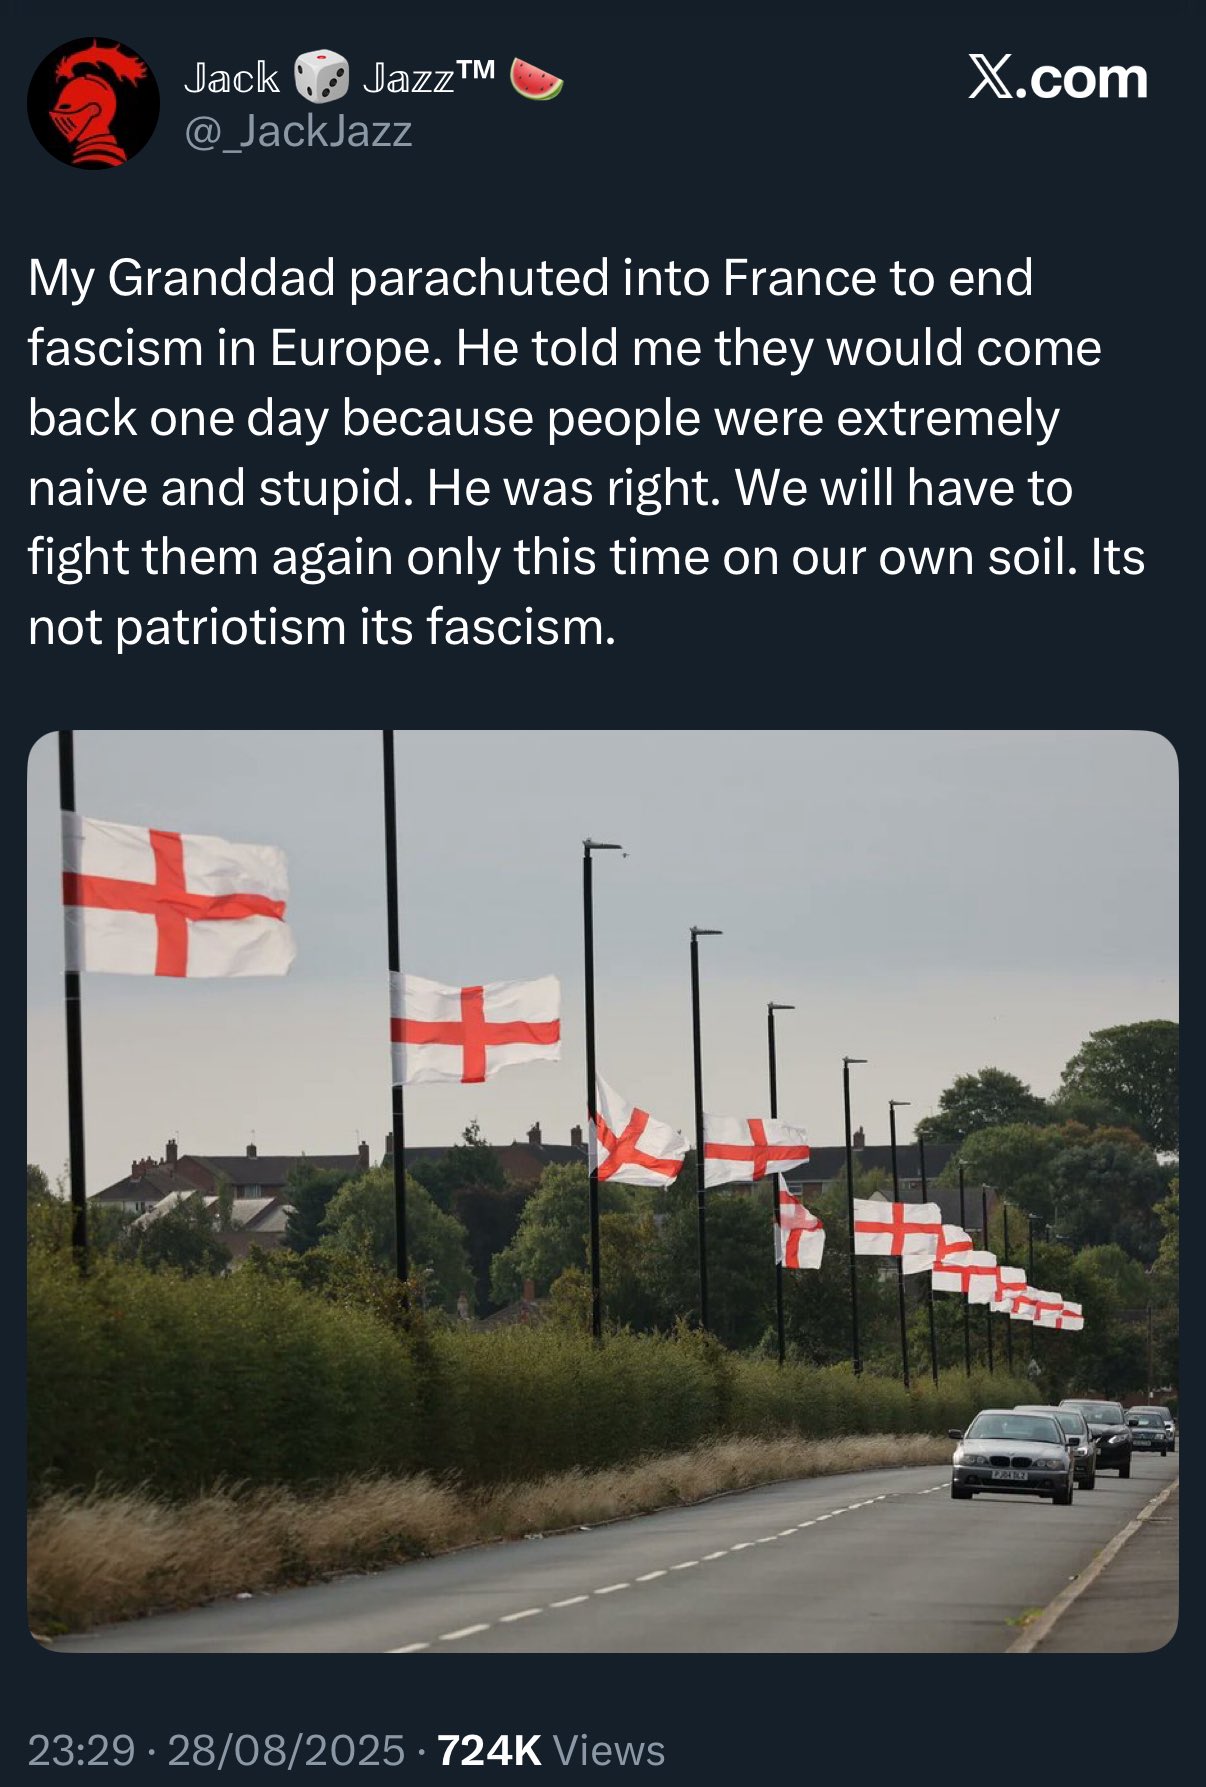 Jack 🎲 Jazz™ 🍉
X.com
@_JackJazz
My Granddad parachuted into France to end
fascism in Europe. He told me they would come
back one day because people were extremely
naive and stupid. He was right. We will have to
fight them again only this time on our own soil. Its
not patriotism its fascism.
23:29 · 28/08/2025 · 724K Views